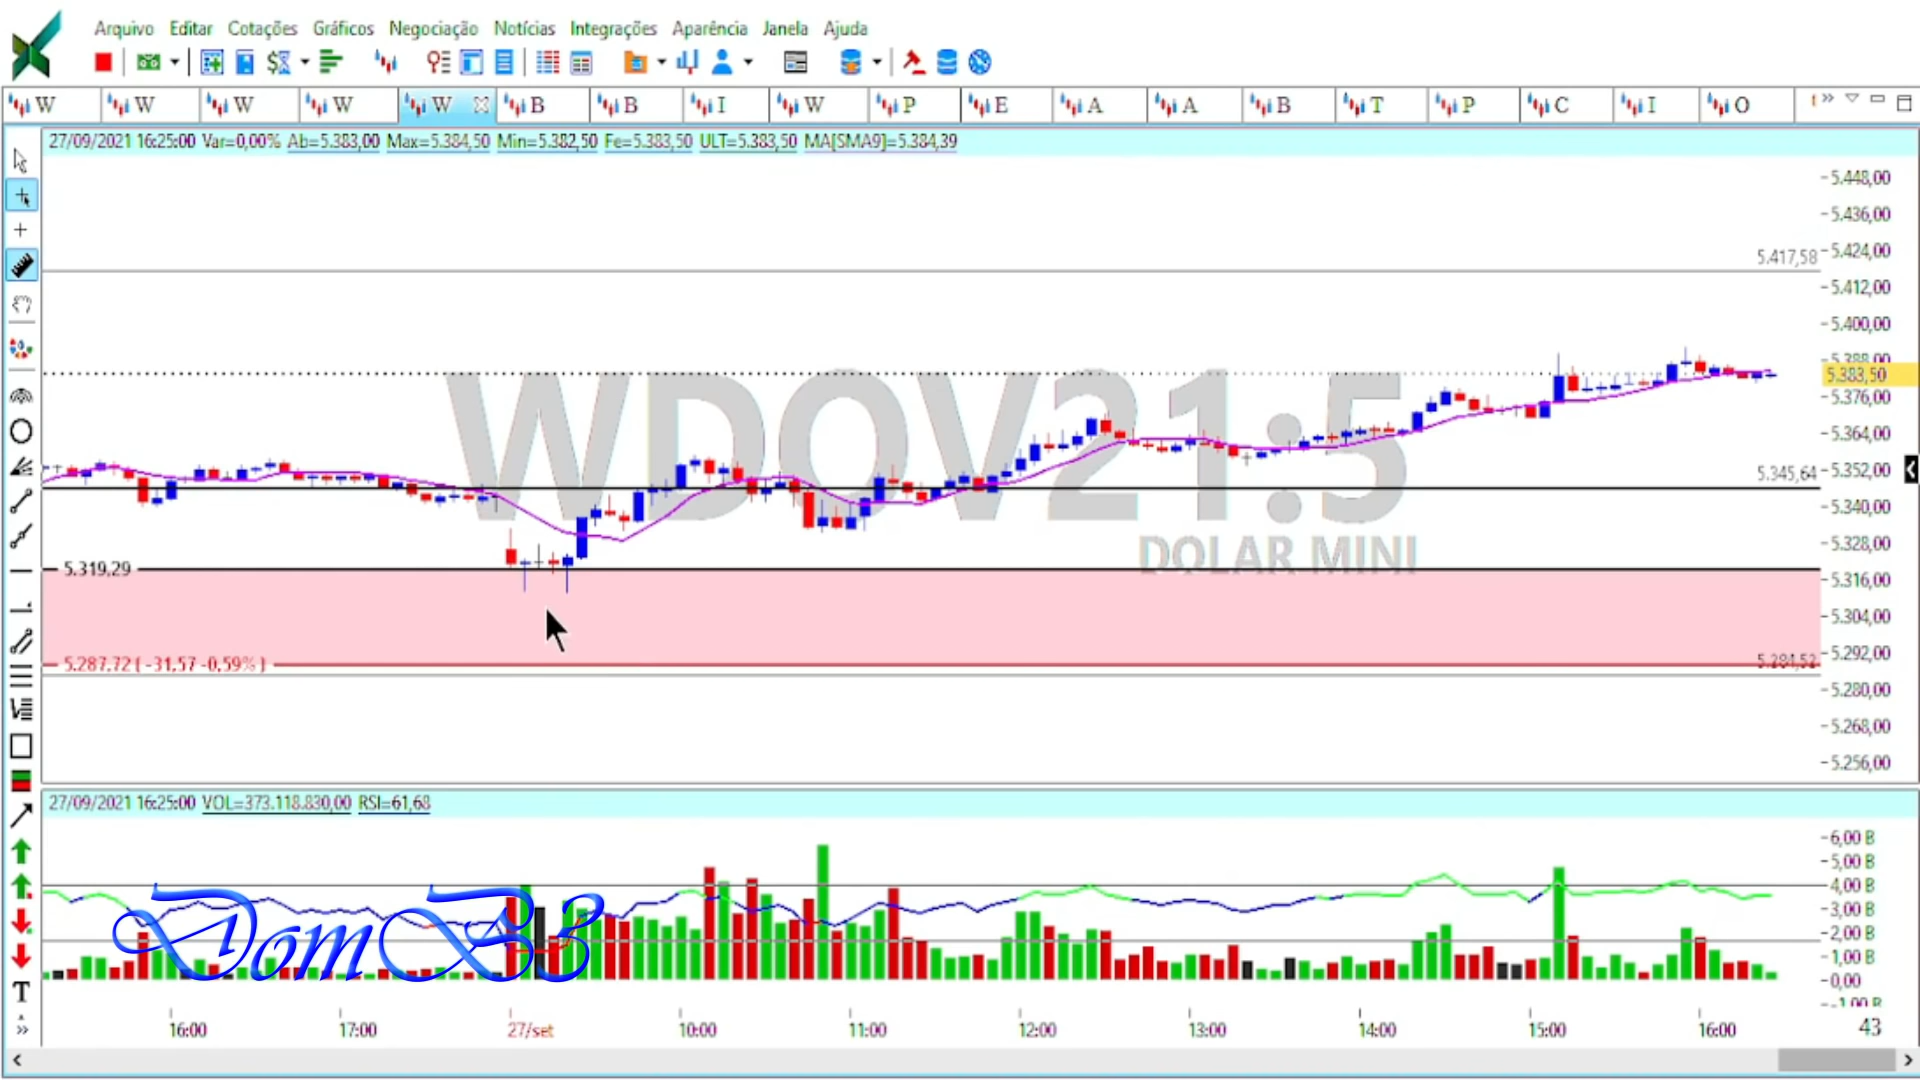 Arquivo Editar Cotações Gráficos Negociação Notícias Integrações Aparência Janela Ajuda
W W W W W B B I W P E A A B T P C I O
27/09/2021 16:25:00 Var=0,00% Ab=5.383,00 Max=5.384,50 Min=5.382,50 Fe=5.383,50 ULT=5.383,50 MA[SMA9]=5.384,39
5.448,00
5.436,00
5.424,00
5.417,58
5.412,00
5.400,00
5.388,00
5.383,50
5.376,00
5.364,00
5.352,00
5.345,64
5.340,00
5.328,00
5.316,00
5.304,00
5.292,00
5.280,00
5.268,00
5.256,00
WDOV21:5
DOLAR MINI
5.319,29
5.287,72 ( -31,57 -0,59% )
5.284,52
27/09/2021 16:25:00 VOL=373.118.830,00 RSI=61,68
6,00 B
5,00 B
4,00 B
3,00 B
2,00 B
1,00 B
0,00
-1,00 B
DomB3
T
16:00 17:00 27/set 10:00 11:00 12:00 13:00 14:00 15:00 16:00 43